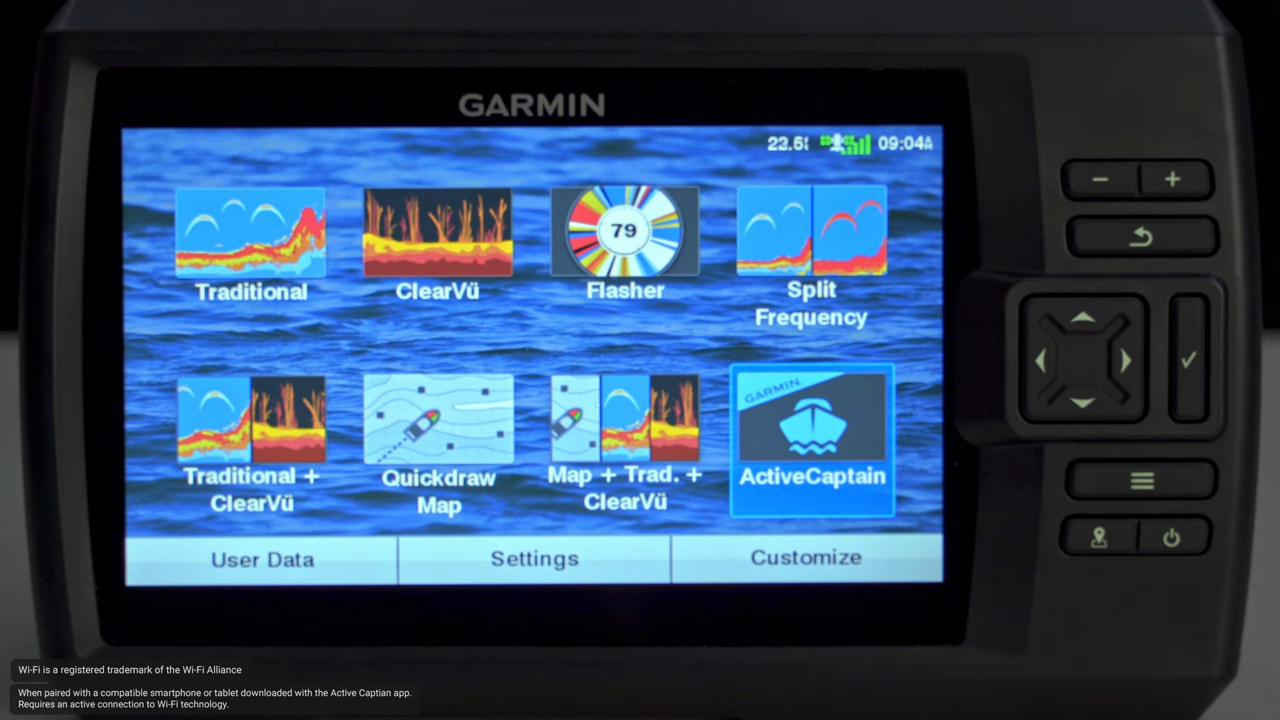 GARMIN
22.5f 09:04A
79
Traditional
ClearVü
Flasher
Split
Frequency
GARMIN
Traditional +
ClearVü
Quickdraw
Map
Map + Trad. +
ClearVü
ActiveCaptain
User Data
Settings
Customize
Wi-Fi is a registered trademark of the Wi-Fi Alliance
When paired with a compatible smartphone or tablet downloaded with the Active Captian app.
Requires an active connection to Wi-Fi technology.